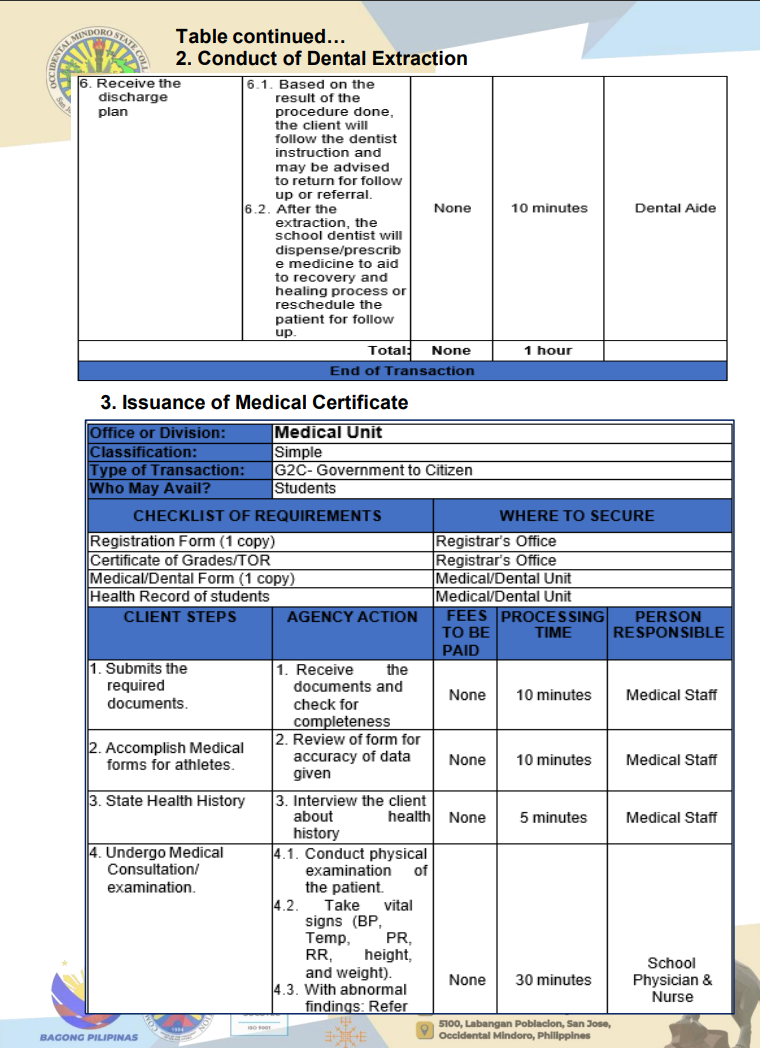 OCCIDENTAL MINDORO STATE COLL
San J
Table continued…
2. Conduct of Dental Extraction
6. Receive the
discharge
plan
6.1. Based on the
result of the
procedure done,
the client will
follow the dentist
instruction and
may be advised
to return for follow
up or referral.
6.2. After the
extraction, the
school dentist will
dispense/prescrib
e medicine to aid
to recovery and
healing process or
reschedule the
patient for follow
up.
None
10 minutes
Dental Aide
Total: None 1 hour
End of Transaction
3. Issuance of Medical Certificate
Office or Division: Medical Unit
Classification: Simple
Type of Transaction: G2C- Government to Citizen
Who May Avail? Students
CHECKLIST OF REQUIREMENTS WHERE TO SECURE
Registration Form (1 copy) Registrar's Office
Certificate of Grades/TOR Registrar's Office
Medical/Dental Form (1 copy) Medical/Dental Unit
Health Record of students Medical/Dental Unit
CLIENT STEPS
AGENCY ACTION
FEES
TO BE
PAID
PROCESSING
TIME
PERSON
RESPONSIBLE
1. Submits the
required
documents.
1. Receive the
documents and
check for
completeness
None
10 minutes
Medical Staff
2. Accomplish Medical
forms for athletes.
2. Review of form for
accuracy of data
given
None
10 minutes
Medical Staff
3. State Health History
3. Interview the client
about health
history
None
5 minutes
Medical Staff
4. Undergo Medical
Consultation/
examination.
4.1. Conduct physical
examination of
the patient.
4.2. Take vital
signs (BP,
Temp, PR,
RR, height,
and weight).
4.3. With abnormal
findings: Refer
None
30 minutes
School
Physician &
Nurse
BAGONG PILIPINAS
ISO 9001
5100, Labangan Poblacion, San Jose,
Occidental Mindoro, Philippines